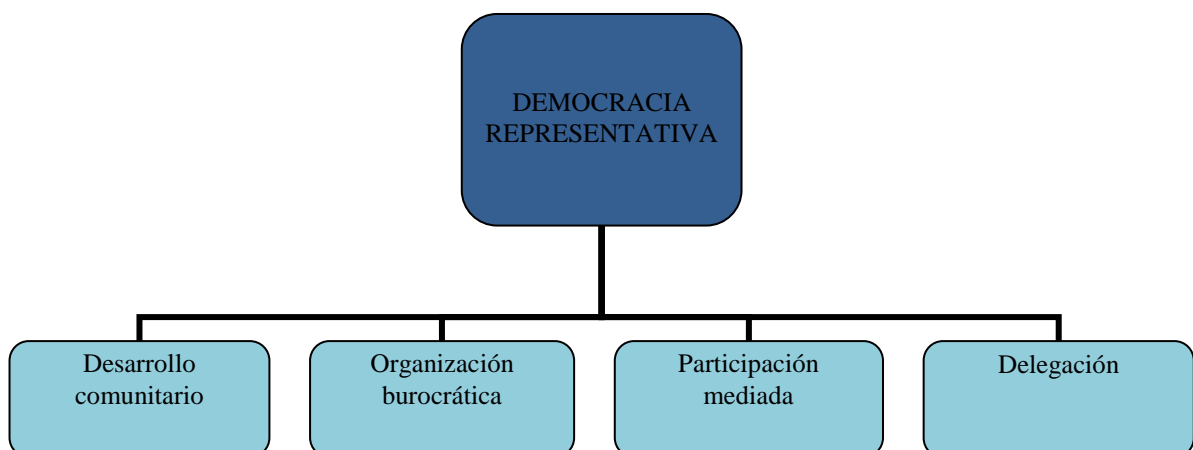 DEMOCRACIA
REPRESENTATIVA
Desarrollo
comunitario
Organización
burocrática
Participación
mediada
Delegación